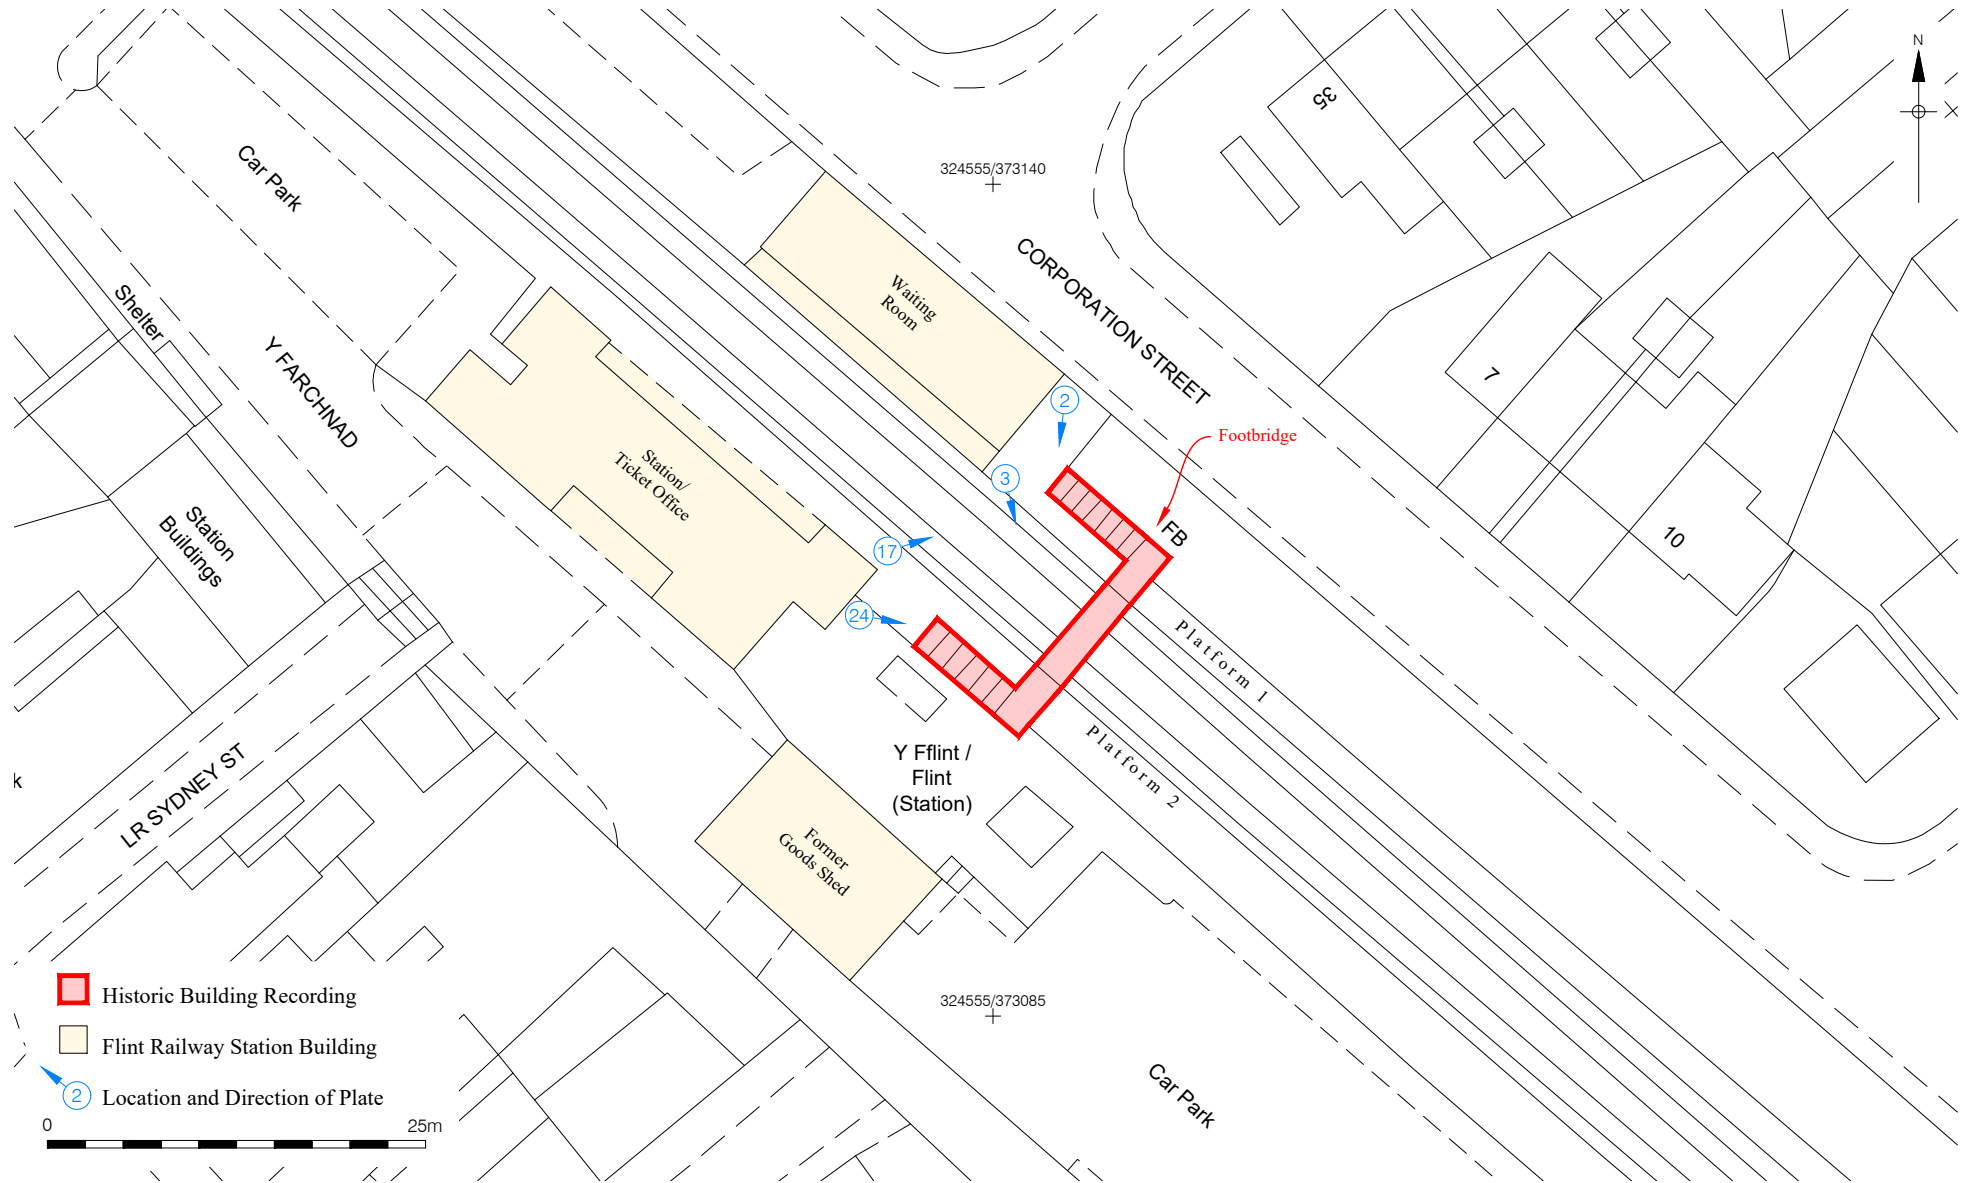 N
35
Car Park
324555/373140
CORPORATION STREET
Shelter
Waiting
Room
Y FARCHNAD
7
2
Footbridge
Station/
Ticket Office
3
FB
Station
Buildings
17
10
24
Platform 1
Platform 2
Y Fflint /
Flint
(Station)
k
LR SYDNEY ST
Former
Goods Shed
Historic Building Recording
324555/373085
Flint Railway Station Building
2
Location and Direction of Plate
Car Park
0
25m